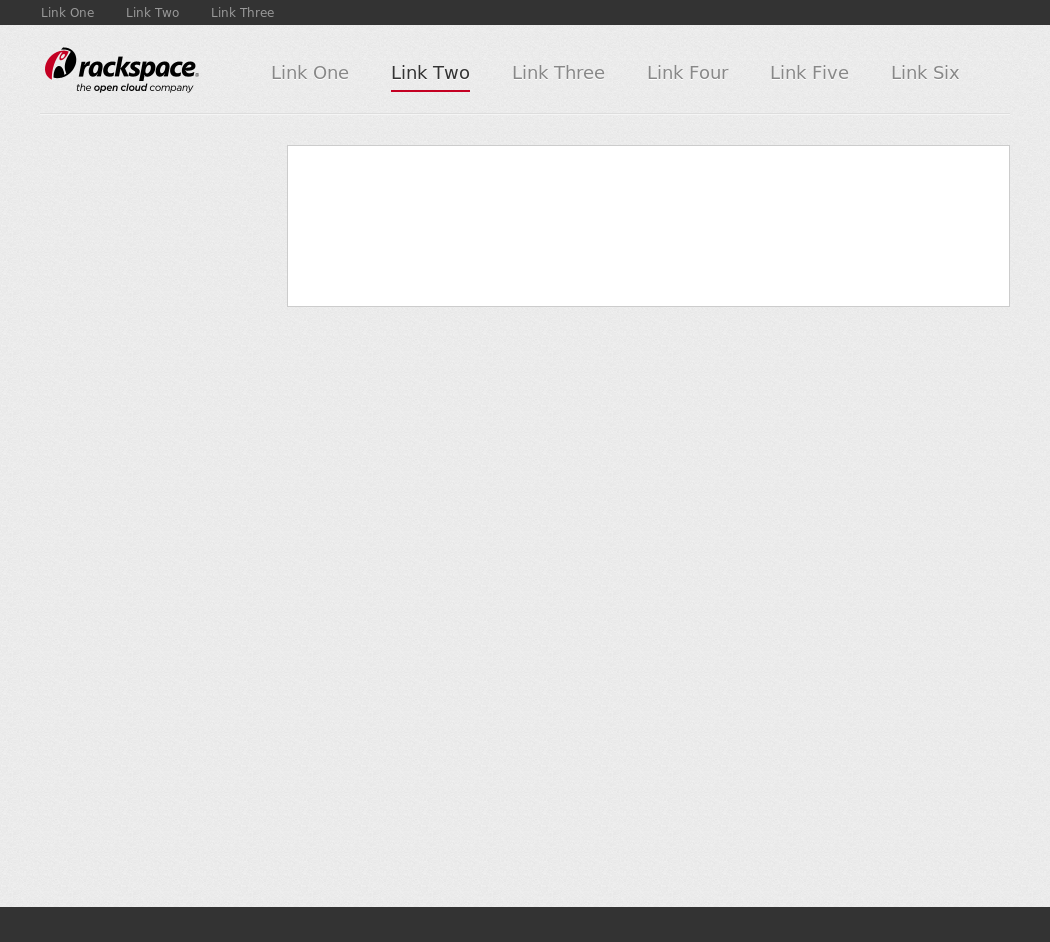 Link One Link Two Link Three
rackspace®
the open cloud company
Link One Link Two Link Three Link Four Link Five Link Six